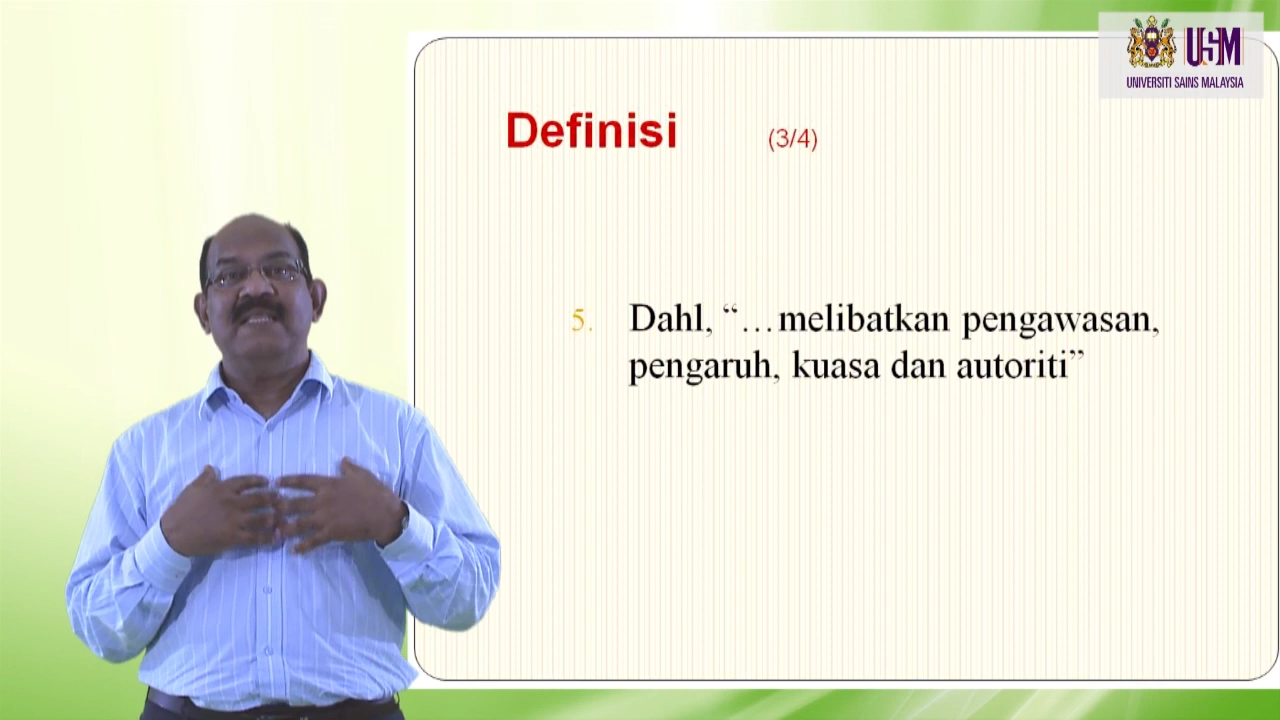 USM
UNIVERSITI SAINS MALAYSIA
Definisi (3/4)
5. Dahl, “…melibatkan pengawasan,
pengaruh, kuasa dan autoriti”